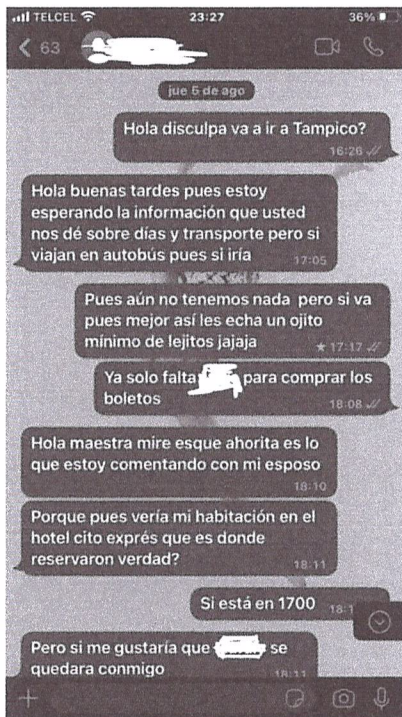 TELCEL 23:27 36%
63
jue 5 de ago
Hola disculpa va a ir a Tampico?
16:26
Hola buenas tardes pues estoy
esperando la información que usted
nos dé sobre días y transporte pero si
viajan en autobús pues si iría 17:05
Pues aún no tenemos nada pero si va
pues mejor así les echa un ojito
mínimo de lejitos jajaja
17:17
Ya solo falta para comprar los
boletos 18:08
Hola maestra mire esque ahorita es lo
que estoy comentando con mi esposo
18:10
Porque pues vería mi habitación en el
hotel cito exprés que es donde
reservaron verdad? 18:11
Si está en 1700
Pero si me gustaría que se
quedara conmigo 18:11